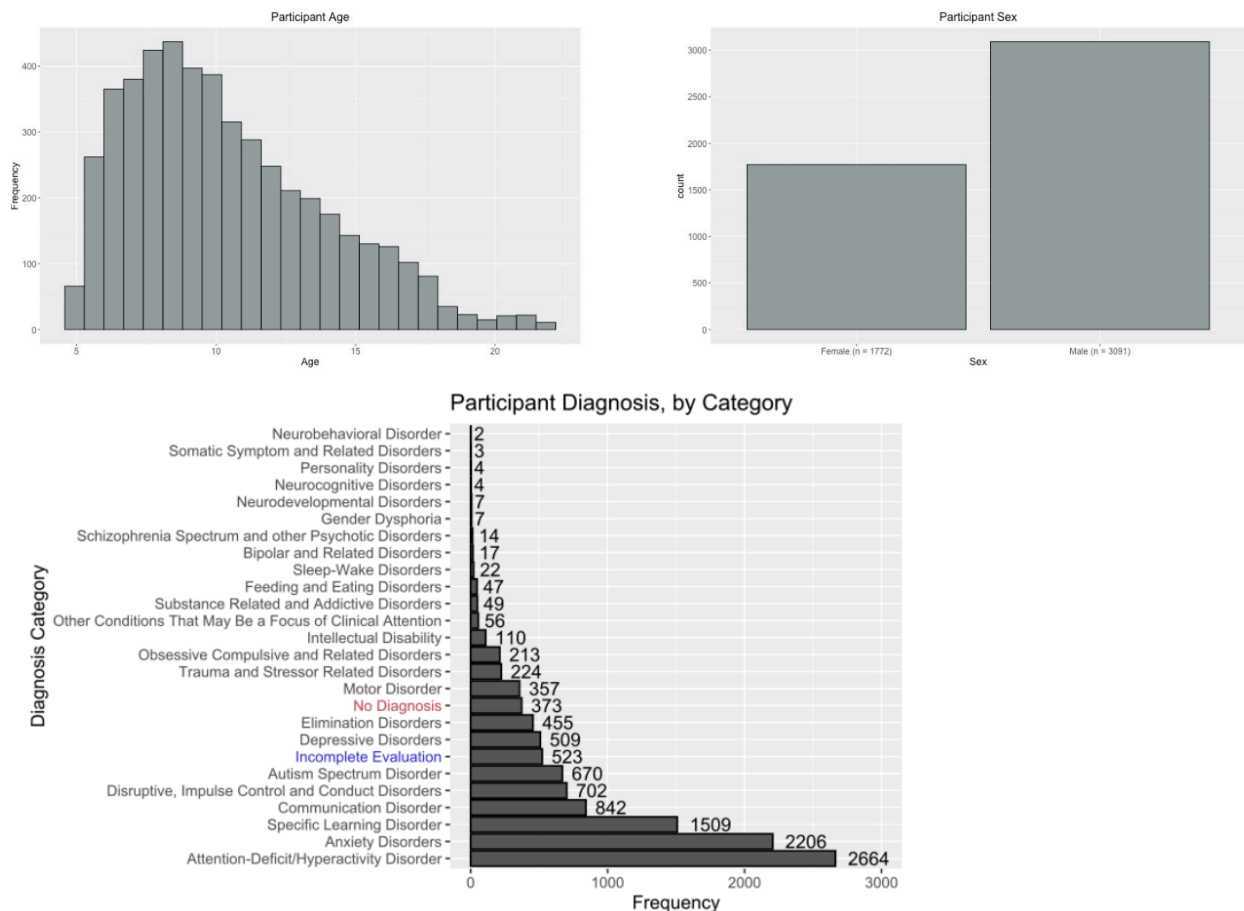 Participant Age
Frequency
400
300
200
100
0
5 10 15 20
Age
Participant Sex
count
3000
2500
2000
1500
1000
500
0
Female (n = 1772) Male (n = 3091)
Sex
Participant Diagnosis, by Category
Diagnosis Category
Neurobehavioral Disorder 2
Somatic Symptom and Related Disorders 3
Personality Disorders 4
Neurocognitive Disorders 4
Neurodevelopmental Disorders 7
Gender Dysphoria 7
Schizophrenia Spectrum and other Psychotic Disorders 14
Bipolar and Related Disorders 17
Sleep-Wake Disorders 22
Feeding and Eating Disorders 47
Substance Related and Addictive Disorders 49
Other Conditions That May Be a Focus of Clinical Attention 56
Intellectual Disability 110
Obsessive Compulsive and Related Disorders 213
Trauma and Stressor Related Disorders 224
Motor Disorder 357
No Diagnosis 373
Elimination Disorders 455
Depressive Disorders 509
Incomplete Evaluation 523
Autism Spectrum Disorder 670
Disruptive, Impulse Control and Conduct Disorders 702
Communication Disorder 842
Specific Learning Disorder 1509
Anxiety Disorders 2206
Attention-Deficit/Hyperactivity Disorder 2664
0 1000 2000 3000
Frequency